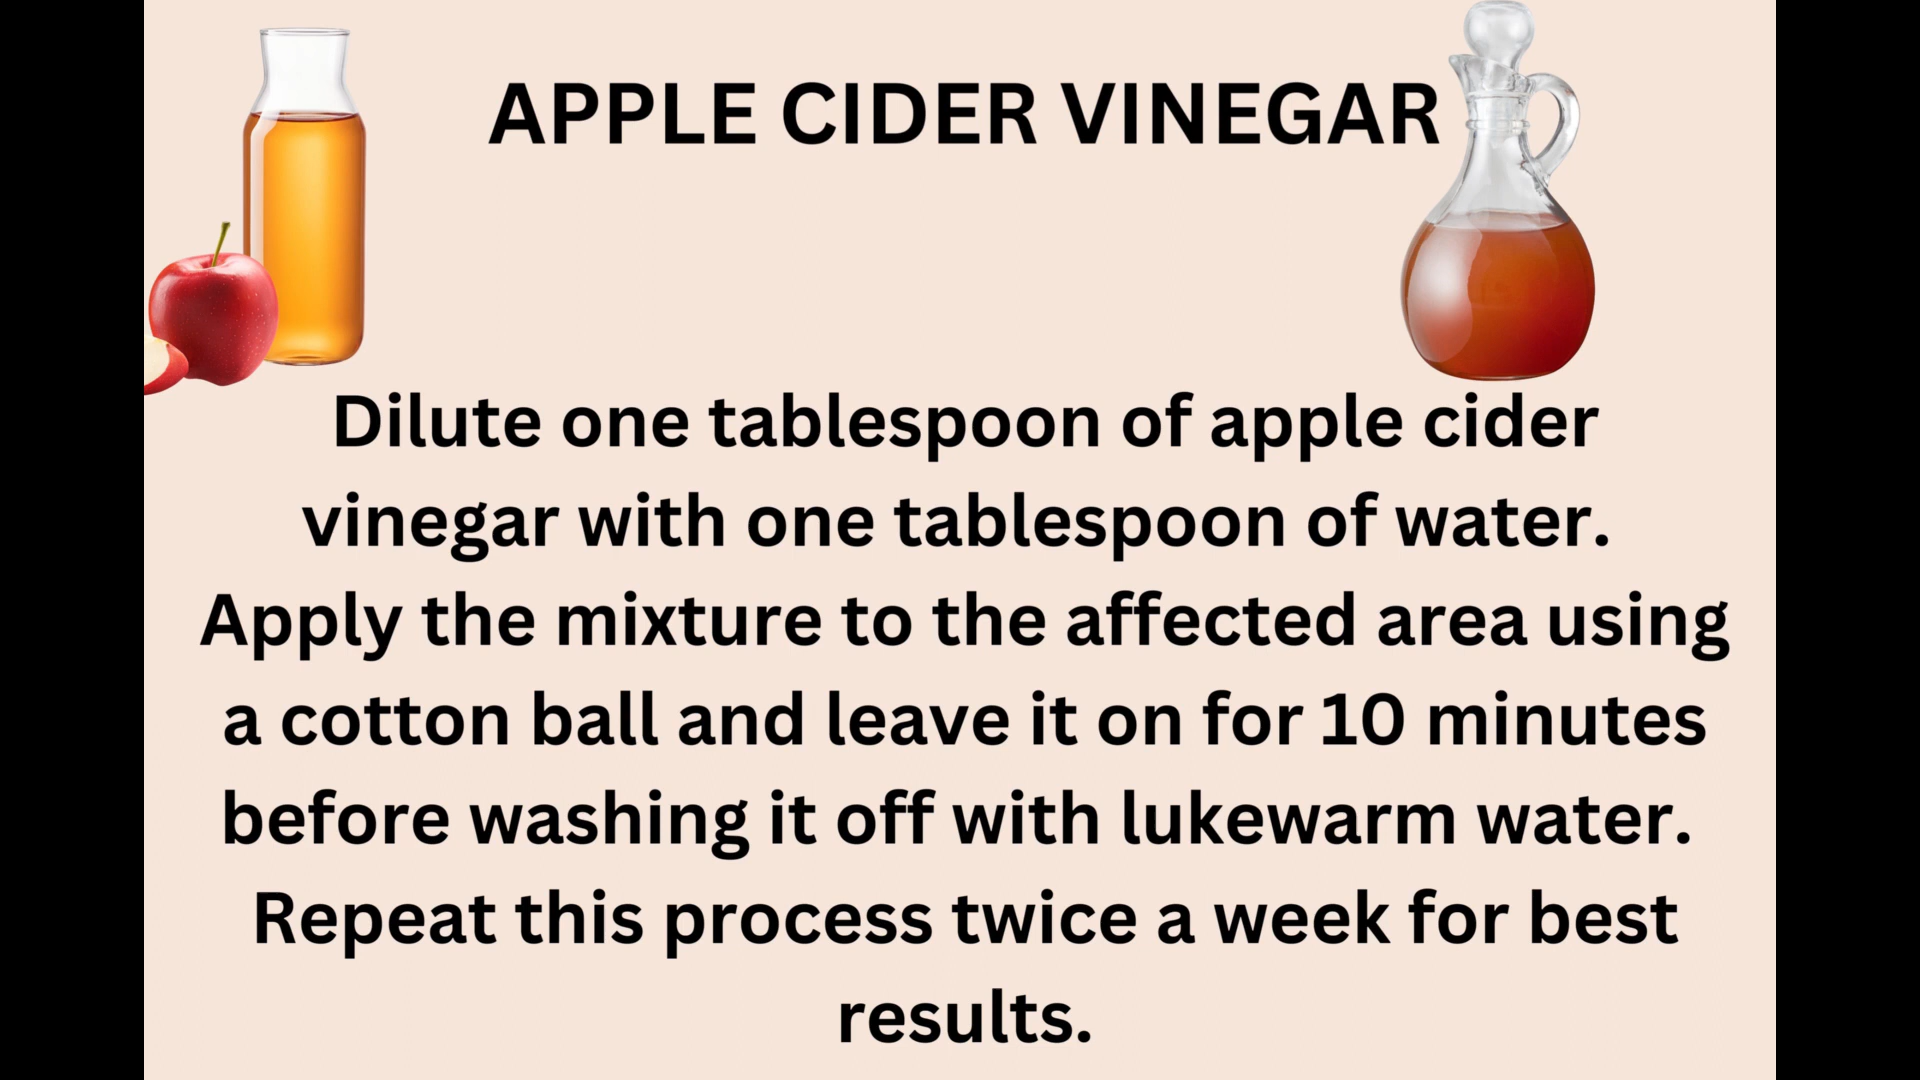 APPLE CIDER VINEGAR
Dilute one tablespoon of apple cider
vinegar with one tablespoon of water.
Apply the mixture to the affected area using
a cotton ball and leave it on for 10 minutes
before washing it off with lukewarm water.
Repeat this process twice a week for best
results.